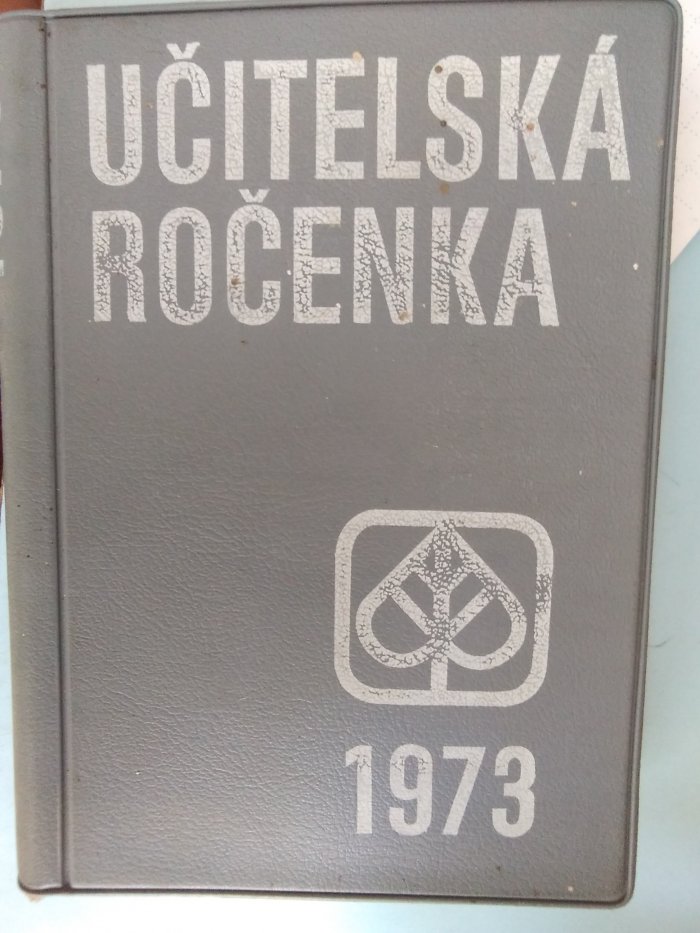 UČITELSKÁ
ROČENKA
1973